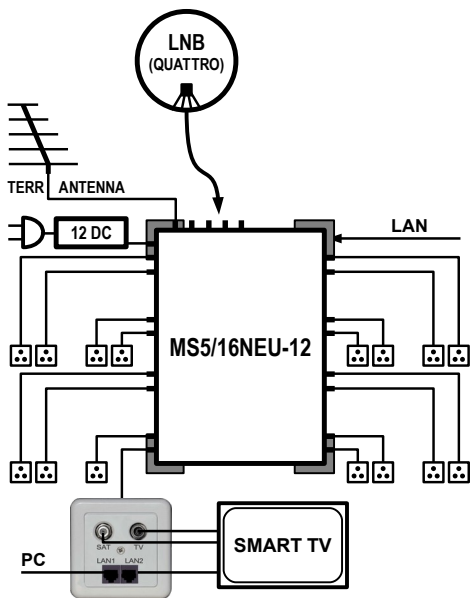 LNB
(QUATTRO)
TERR ANTENNA
12 DC
LAN
MS5/16NEU-12
SAT TV
LAN1 LAN2
PC
SMART TV